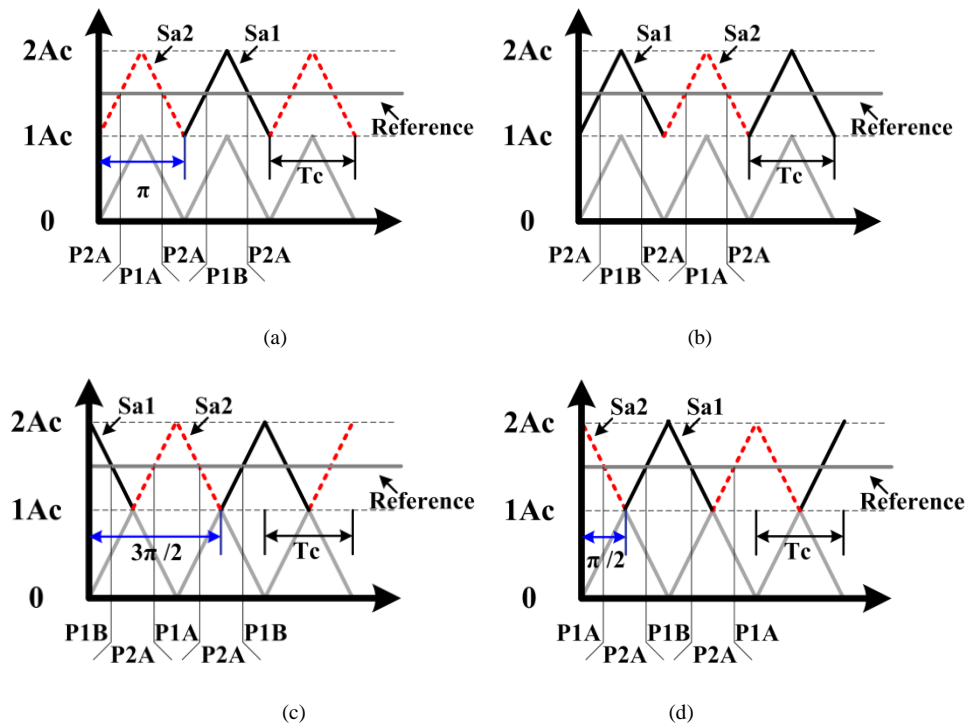 2Ac
Sa2
Sa1
Reference
1Ac
π
Tc
0
P2A
P2A
P2A
P1A
P1B
(a)
2Ac
Sa1
Sa2
Reference
1Ac
Tc
0
P2A
P2A
P2A
P1B
P1A
(b)
2Ac
Sa1
Sa2
Reference
1Ac
3π /2
Tc
0
P1B
P1A
P1B
P2A
P2A
(c)
2Ac
Sa2
Sa1
Reference
1Ac
π /2
Tc
0
P1A
P1B
P1A
P2A
P2A
(d)